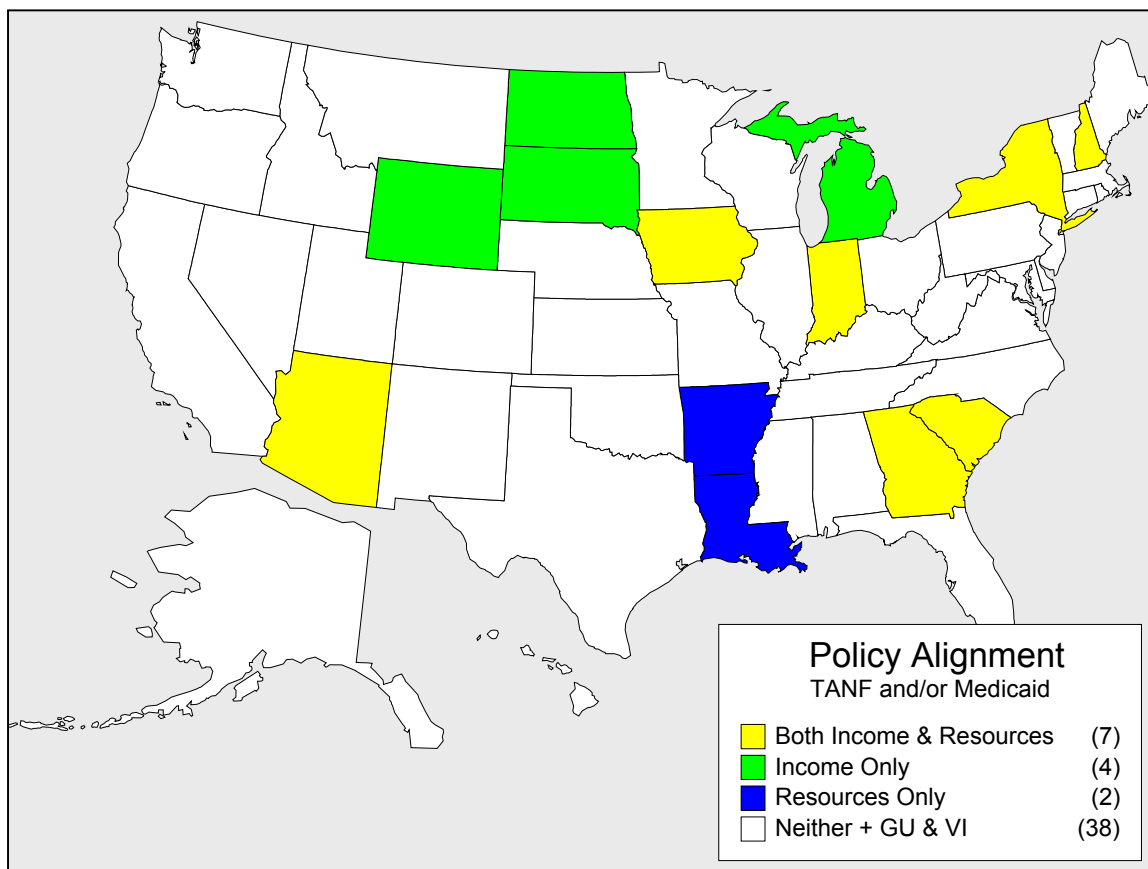 Policy Alignment
TANF and/or Medicaid
Both Income & Resources (7)
Income Only (4)
Resources Only (2)
Neither + GU & VI (38)